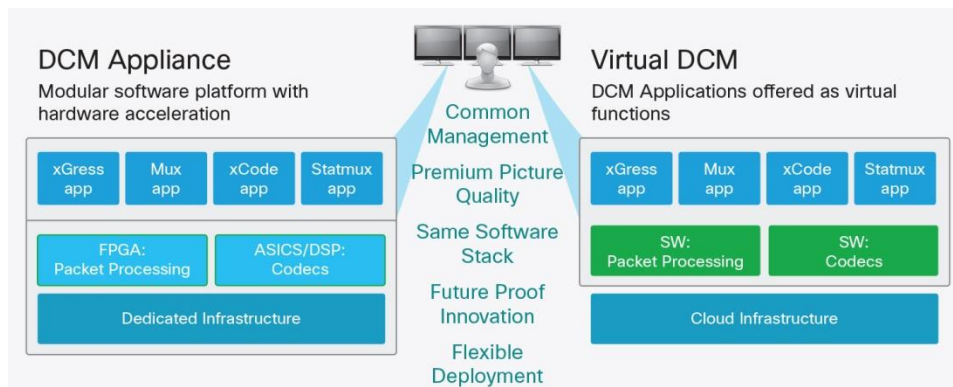 DCM Appliance
Modular software platform with
hardware acceleration
xGress
app
Mux
app
xCode
app
Statmux
app
FPGA:
Packet Processing
ASICS/DSP:
Codecs
Dedicated Infrastructure
Common
Management
Premium Picture
Quality
Same Software
Stack
Future Proof
Innovation
Flexible
Deployment
Virtual DCM
DCM Applications offered as virtual
functions
xGress
app
Mux
app
xCode
app
Statmux
app
SW:
Packet Processing
SW:
Codecs
Cloud Infrastructure